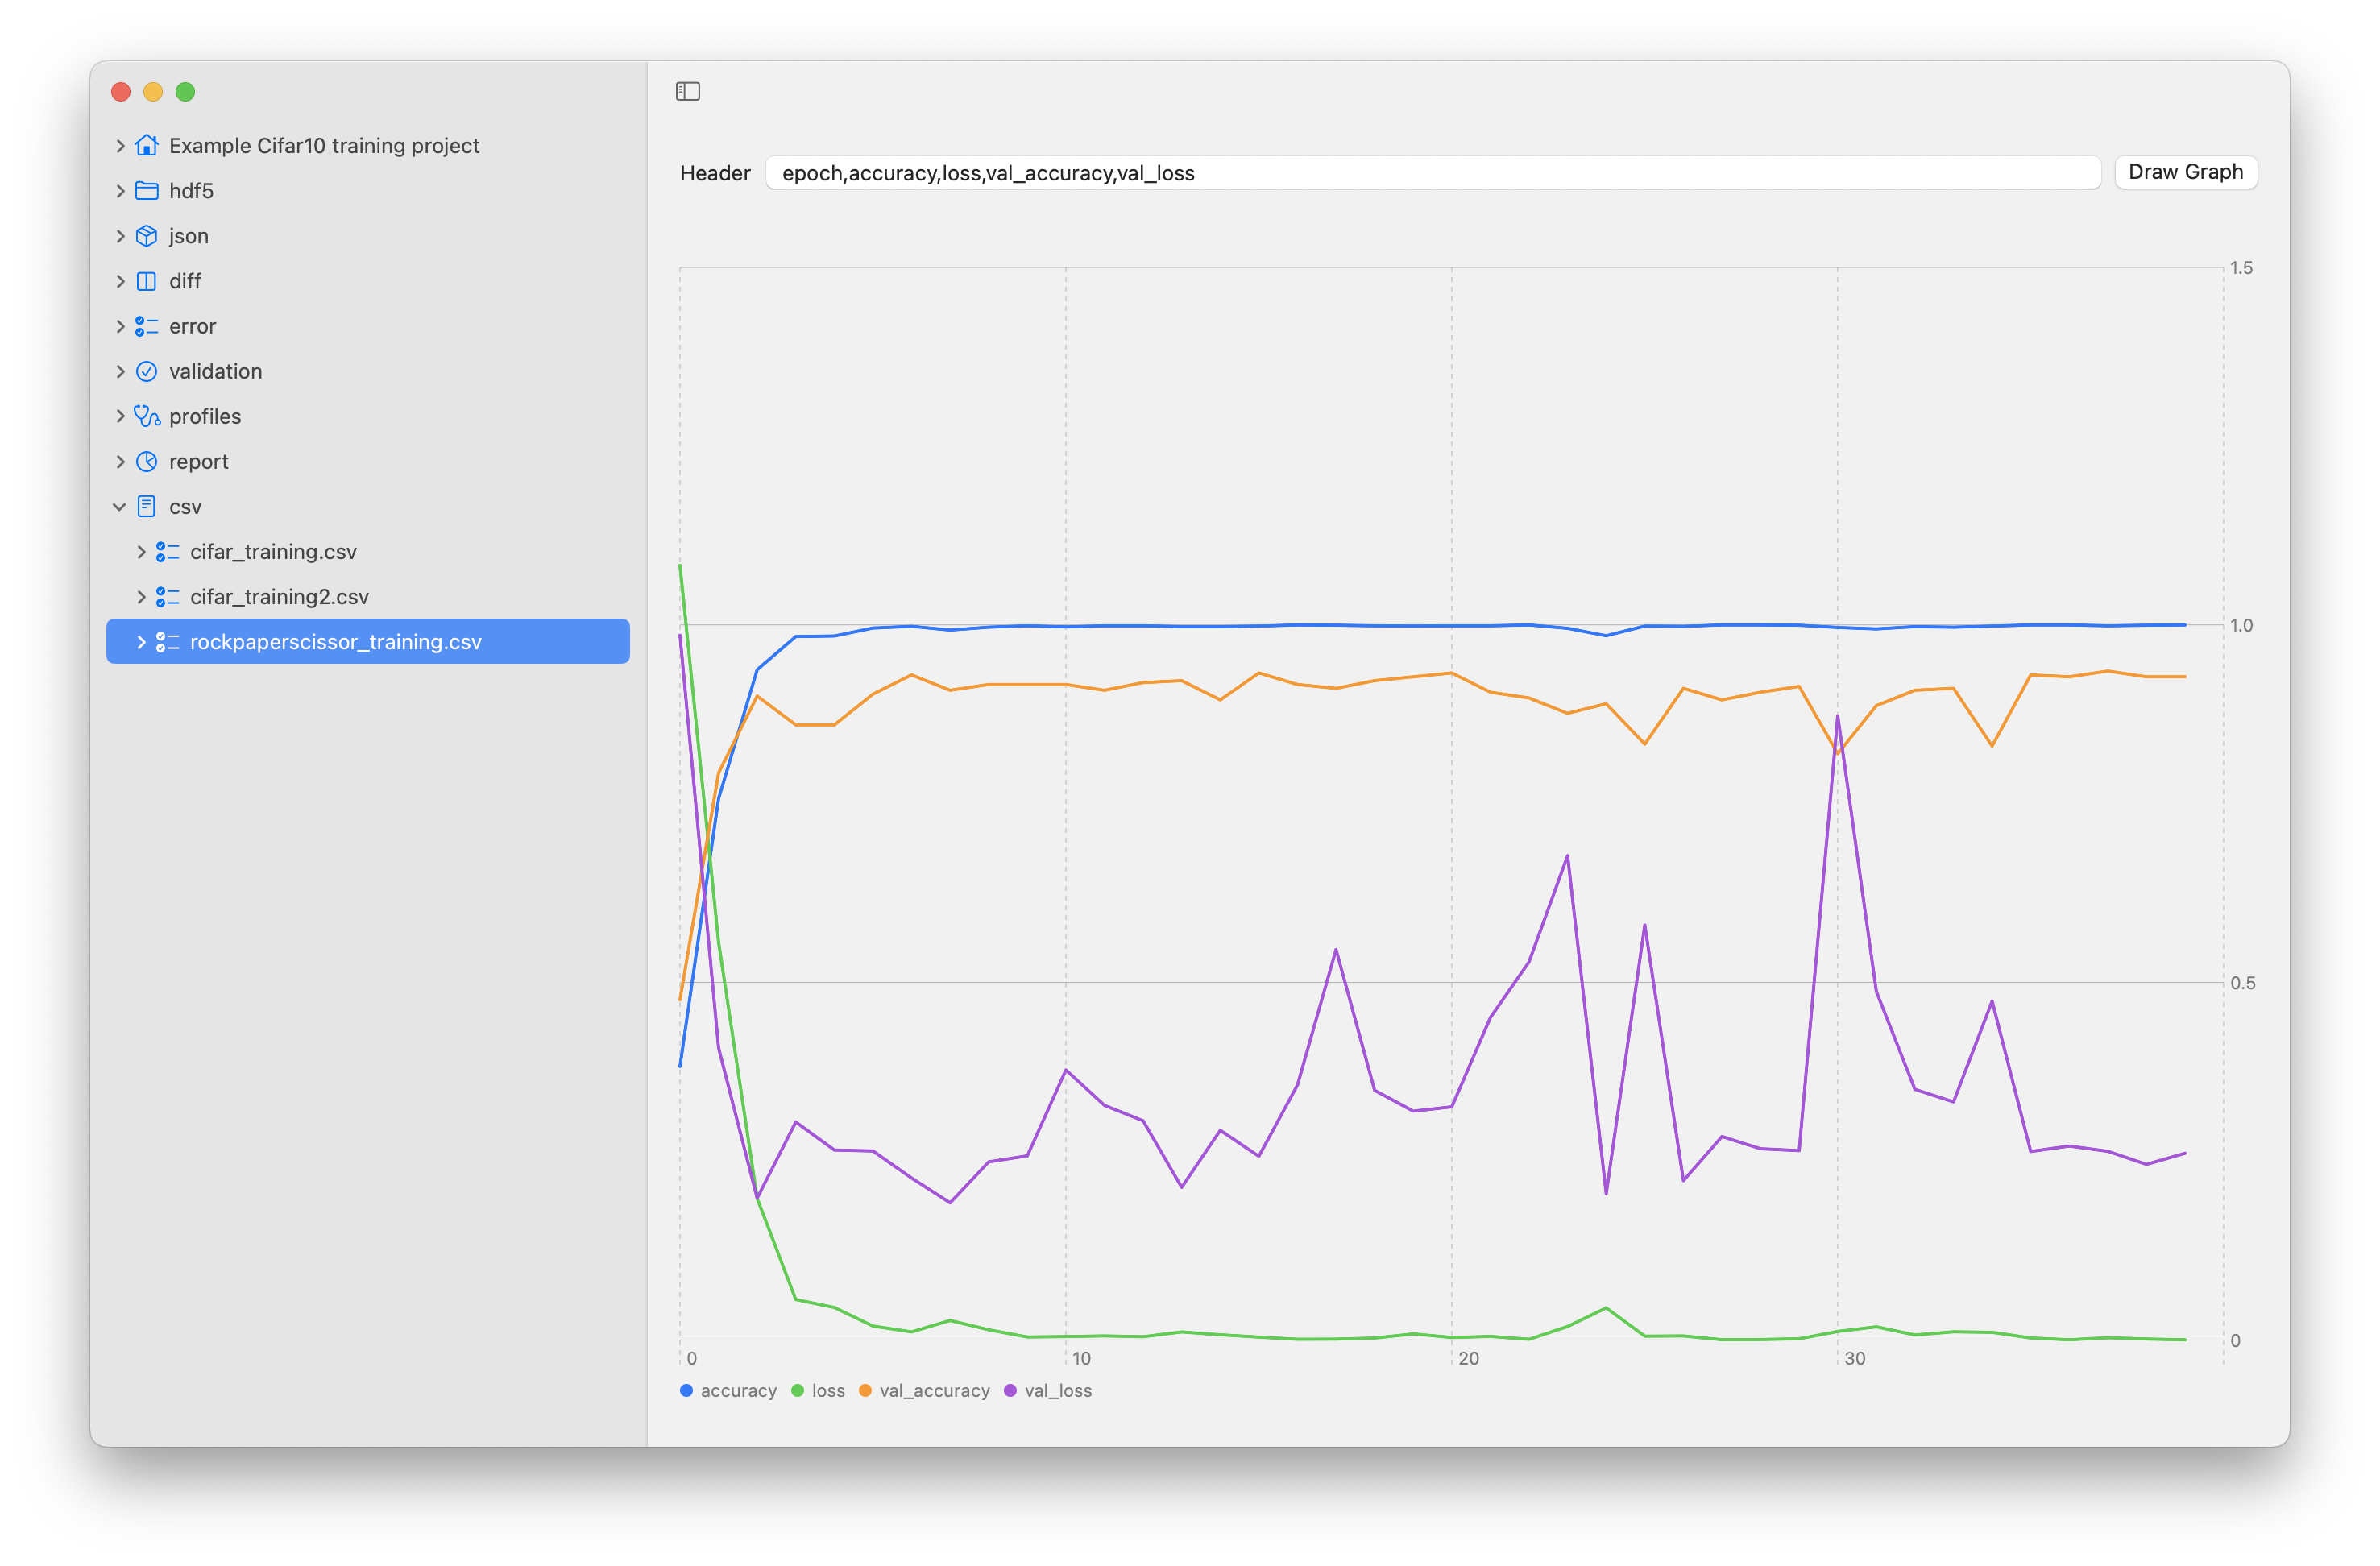 Example Cifar10 training project
hdf5
json
diff
error
validation
profiles
report
csv
cifar_training.csv
cifar_training2.csv
rockpaperscissor_training.csv
Header epoch,accuracy,loss,val_accuracy,val_loss Draw Graph
1.5
1.0
0.5
0
0 10 20 30
accuracy loss val_accuracy val_loss